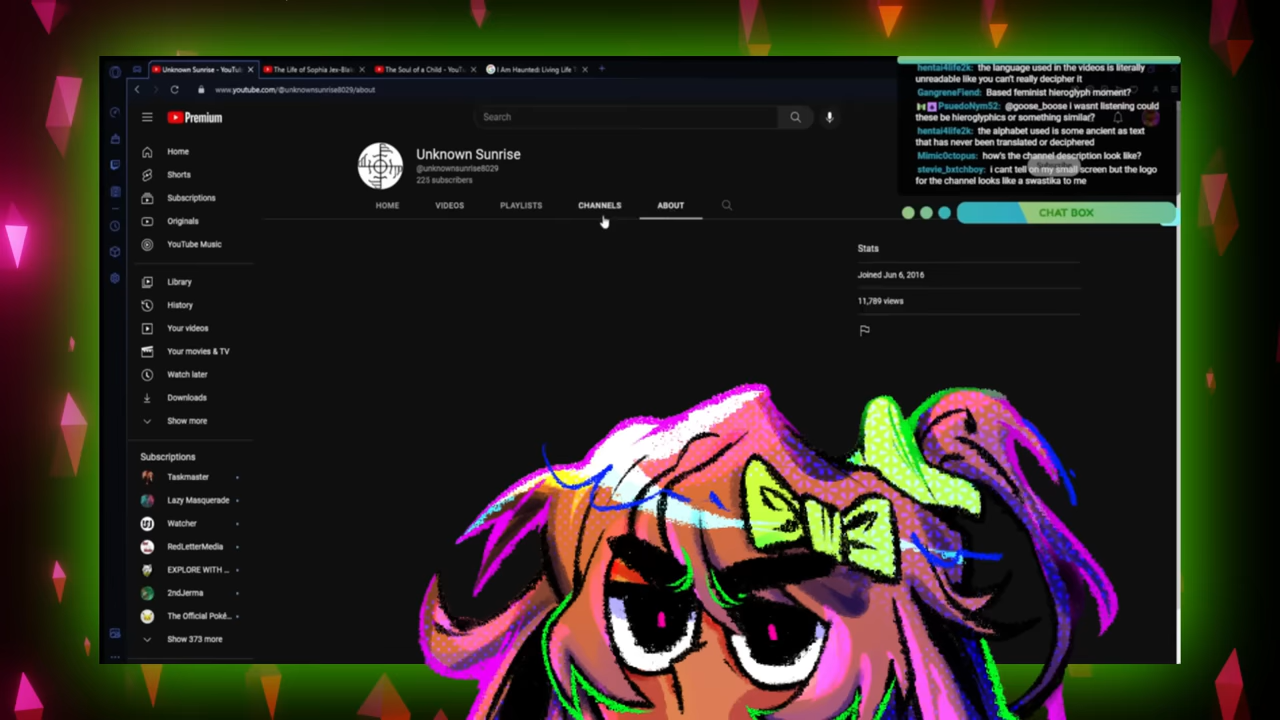 Unknown Sunrise - YouTu
The Life of Sophia Jex-Bla
The Soul of a Child - YouT
I Am Haunted: Living Life T
www.youtube.com/@unknownsunrise8029/about
Premium
Search
Home
Shorts
Subscriptions
Originals
YouTube Music
Library
History
Your videos
Your movies & TV
Watch later
Downloads
Show more
Subscriptions
Taskmaster
Lazy Masquerade
Watcher
RedLetterMedia
EXPLORE WITH ...
2ndJerma
The Official Poké...
Show 373 more
Unknown Sunrise
@unknownsunrise8029
225 subscribers
HOME
VIDEOS
PLAYLISTS
CHANNELS
ABOUT
Stats
Joined Jun 6, 2016
11,789 views
hentai4life2k: the language used in the videos is literally
unreadable like you can't really decipher it
GangreneFiend: Based feminist hieroglyph moment?
PsuedoNym52: @goose_boose i wasnt listening could
these be hieroglyphics or something similar?
hentai4life2k: the alphabet used is some ancient as text
that has never been translated or deciphered
Mimic0ctopus: how's the channel description look like?
stevie_bxtchboy: i cant tell on my small screen but the logo
for the channel looks like a swastika to me
CHAT BOX